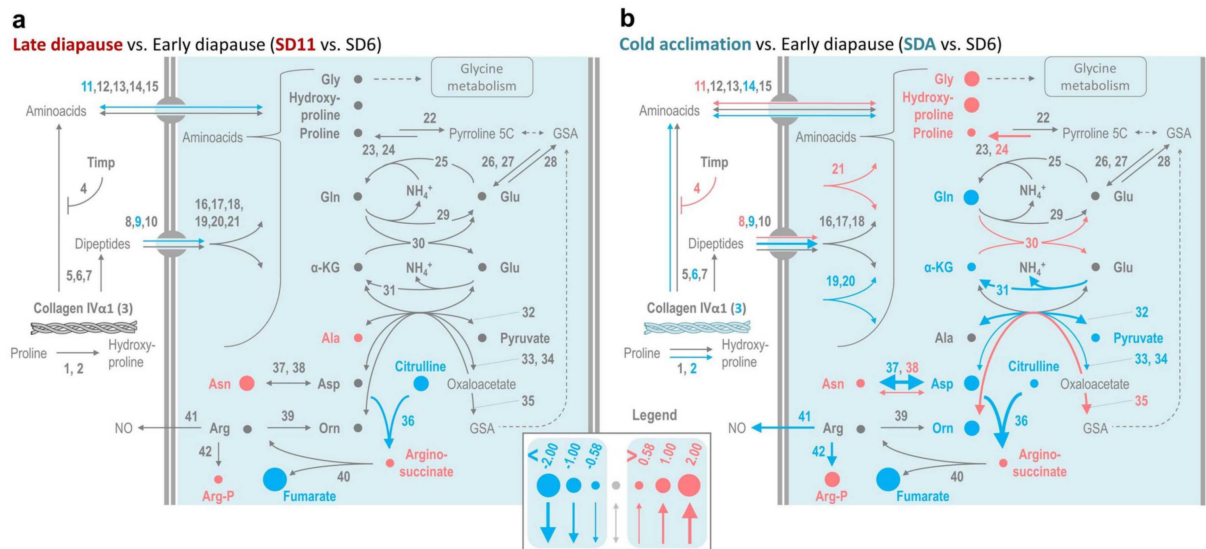 a
Late diapause vs. Early diapause (SD11 vs. SD6)
11,12,13,14,15
Aminoacids
Timp
4
8,9,10
Dipeptides
5,6,7
Collagen IVα1 (3)
Proline
Hydroxy-
proline
1, 2
Aminoacids
16,17,18,
19,20,21
Gly
Glycine
metabolism
Hydroxy-
proline
Proline
22
Pyrroline 5C
GSA
23, 24
25
26, 27
28
Gln
NH₄⁺
Glu
29
30
α-KG
NH₄⁺
Glu
31
32
Ala
Pyruvate
33, 34
37, 38
Citrulline
Asn
Asp
Oxaloacetate
35
36
41
39
NO
Arg
Orn
GSA
42
40
Argino-
succinate
Arg-P
Fumarate
Legend
<
-2.00
-1.00
-0.58
>
0.58
1.00
2.00
b
Cold acclimation vs. Early diapause (SDA vs. SD6)
11,12,13,14,15
Aminoacids
Timp
4
8,9,10
Dipeptides
5,6,7
Collagen IVα1 (3)
Proline
Hydroxy-
proline
1, 2
Aminoacids
21
16,17,18
19,20
Gly
Glycine
metabolism
Hydroxy-
proline
Proline
22
Pyrroline 5C
GSA
23, 24
25
26, 27
28
Gln
NH₄⁺
Glu
29
30
α-KG
NH₄⁺
Glu
31
32
Ala
Pyruvate
33, 34
37, 38
Citrulline
Asn
Asp
Oxaloacetate
35
36
41
39
NO
Arg
Orn
GSA
42
40
Argino-
succinate
Arg-P
Fumarate